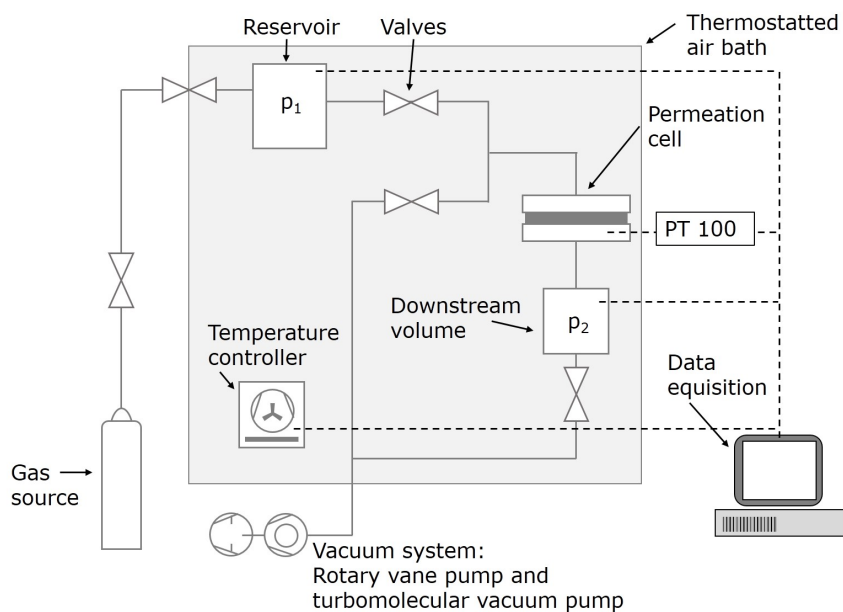 Reservoir
Valves
Thermostatted
air bath
p1
Permeation
cell
PT 100
Downstream
volume
p2
Temperature
controller
Data
equisition
Gas
source
Vacuum system:
Rotary vane pump and
turbomolecular vacuum pump